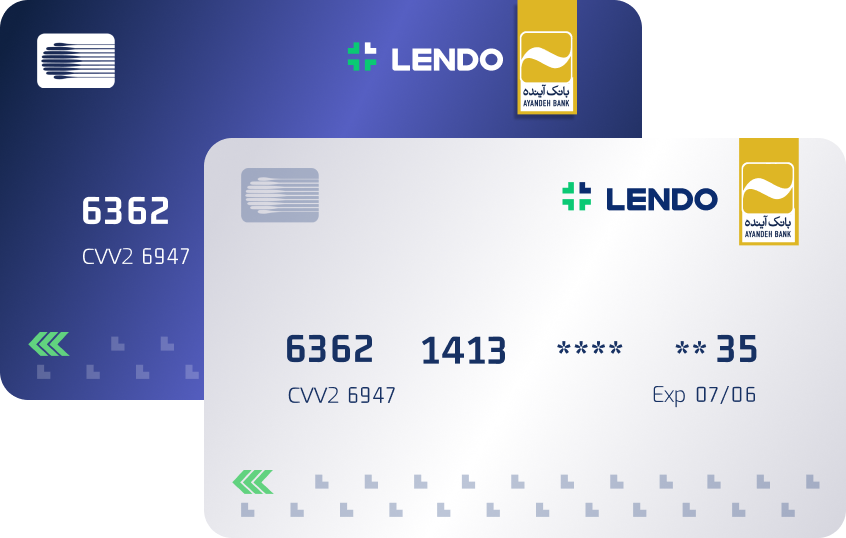 LENDO
بانک آینده
AYANDEH BANK
6362
CVV2 6947
LENDO
بانک آینده
AYANDEH BANK
6362 1413 **** **35
CVV2 6947 Exp 07/06